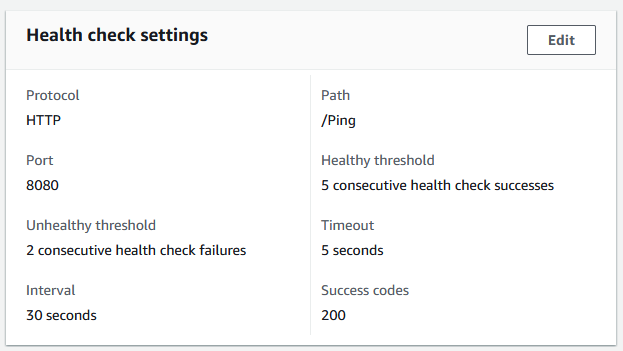 Health check settings
Edit
Protocol
HTTP
Path
/Ping
Port
8080
Healthy threshold
5 consecutive health check successes
Unhealthy threshold
2 consecutive health check failures
Timeout
5 seconds
Interval
30 seconds
Success codes
200